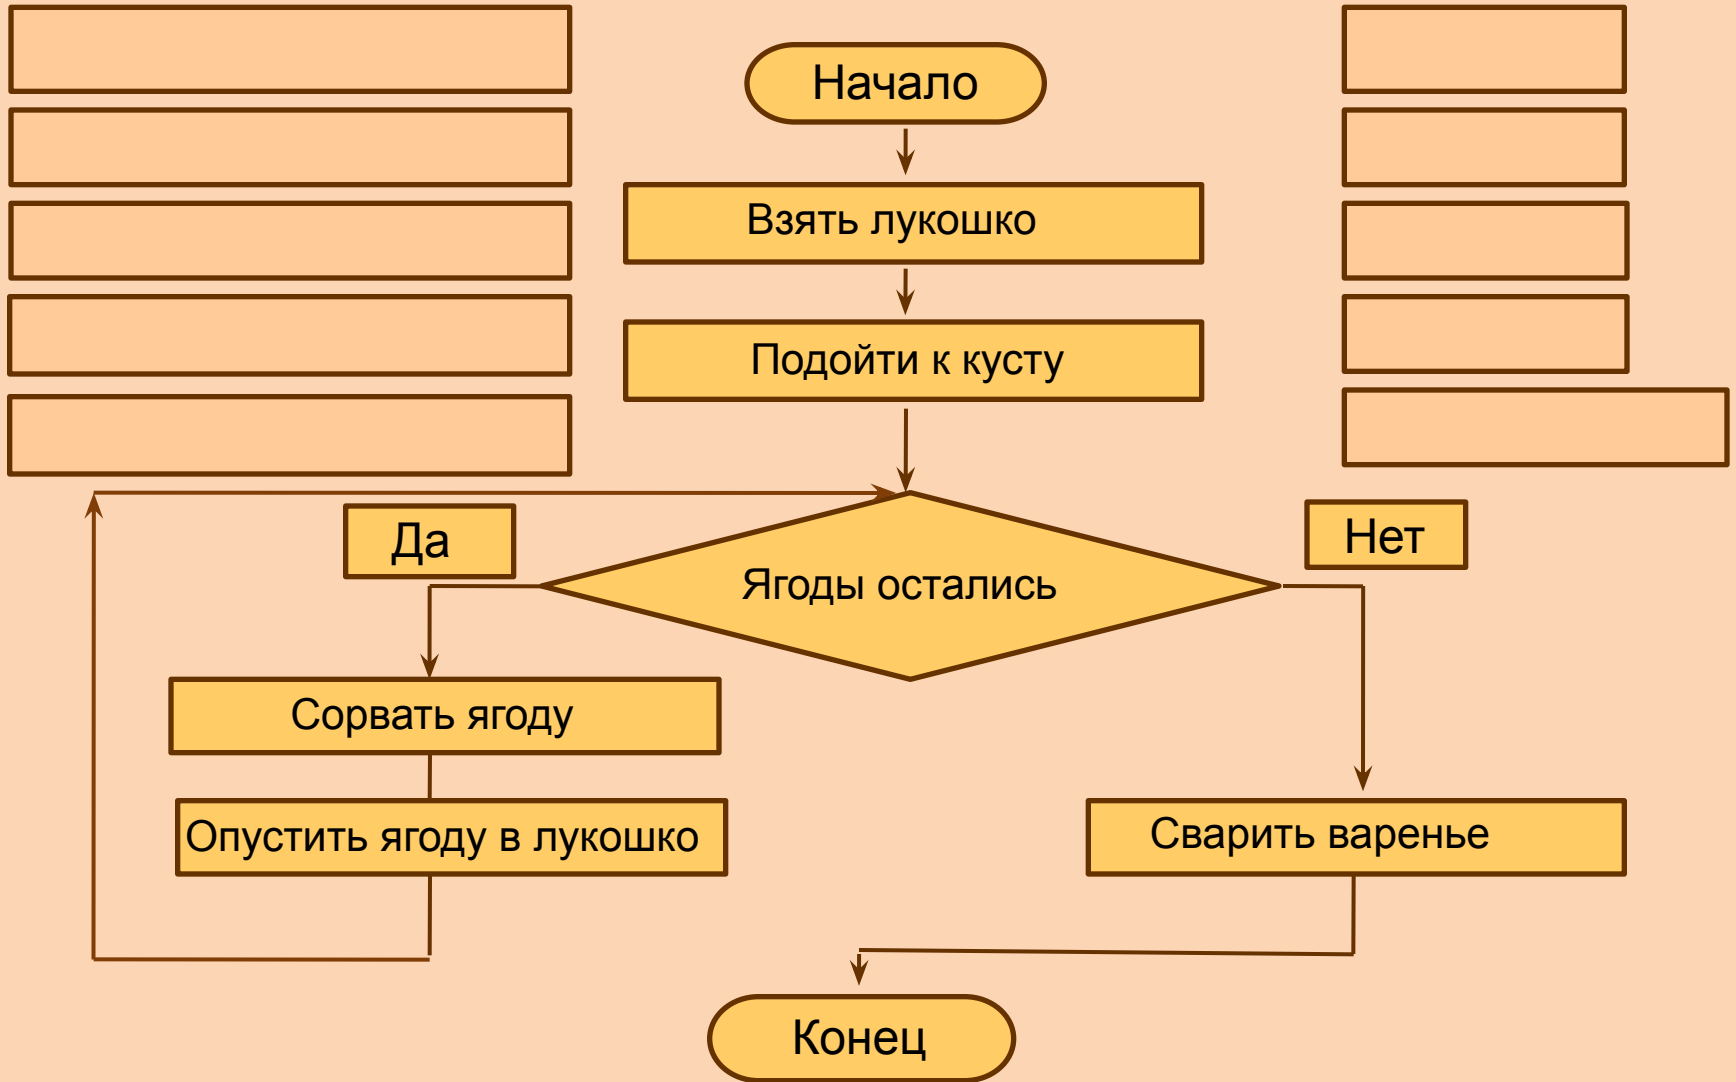 Начало
Взять лукошко
Подойти к кусту
Да
Нет
Ягоды остались
Сорвать ягоду
Опустить ягоду в лукошко
Сварить варенье
Конец